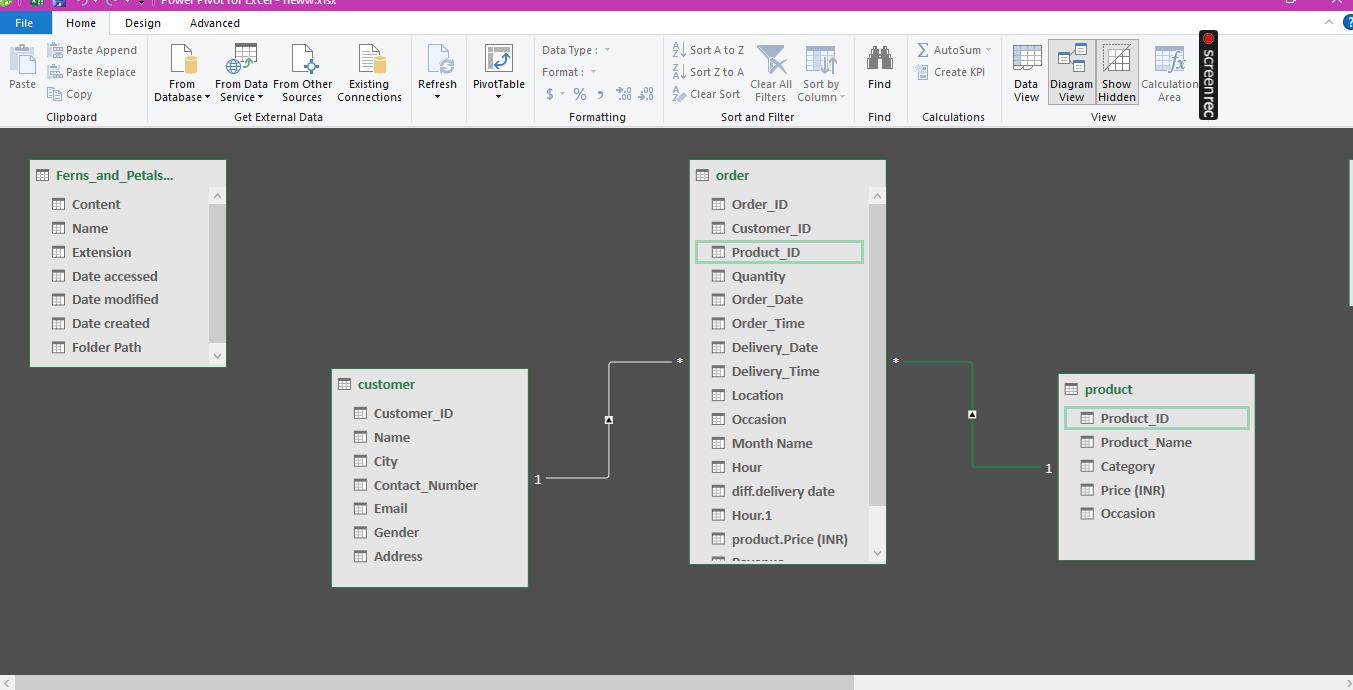 Power Pivot for Excel - neww.xlsx
File Home Design Advanced
Paste
Paste Append
Paste Replace
Copy
Clipboard
From Database
From Data Service
From Other Sources
Existing Connections
Get External Data
Refresh
PivotTable
Data Type :
Format :
$ % ,
Formatting
Sort A to Z
Sort Z to A
Clear Sort
Clear All Filters
Sort by Column
Sort and Filter
Find
Find
AutoSum
Create KPI
Calculations
Data View
Diagram View
Show Hidden
Calculation Area
View
screenrec
Ferns_and_Petals...
Content
Name
Extension
Date accessed
Date modified
Date created
Folder Path
customer
Customer_ID
Name
City
Contact_Number
Email
Gender
Address
1
*
order
Order_ID
Customer_ID
Product_ID
Quantity
Order_Date
Order_Time
Delivery_Date
Delivery_Time
Location
Occasion
Month Name
Hour
diff.delivery date
Hour.1
product.Price (INR)
*
1
product
Product_ID
Product_Name
Category
Price (INR)
Occasion